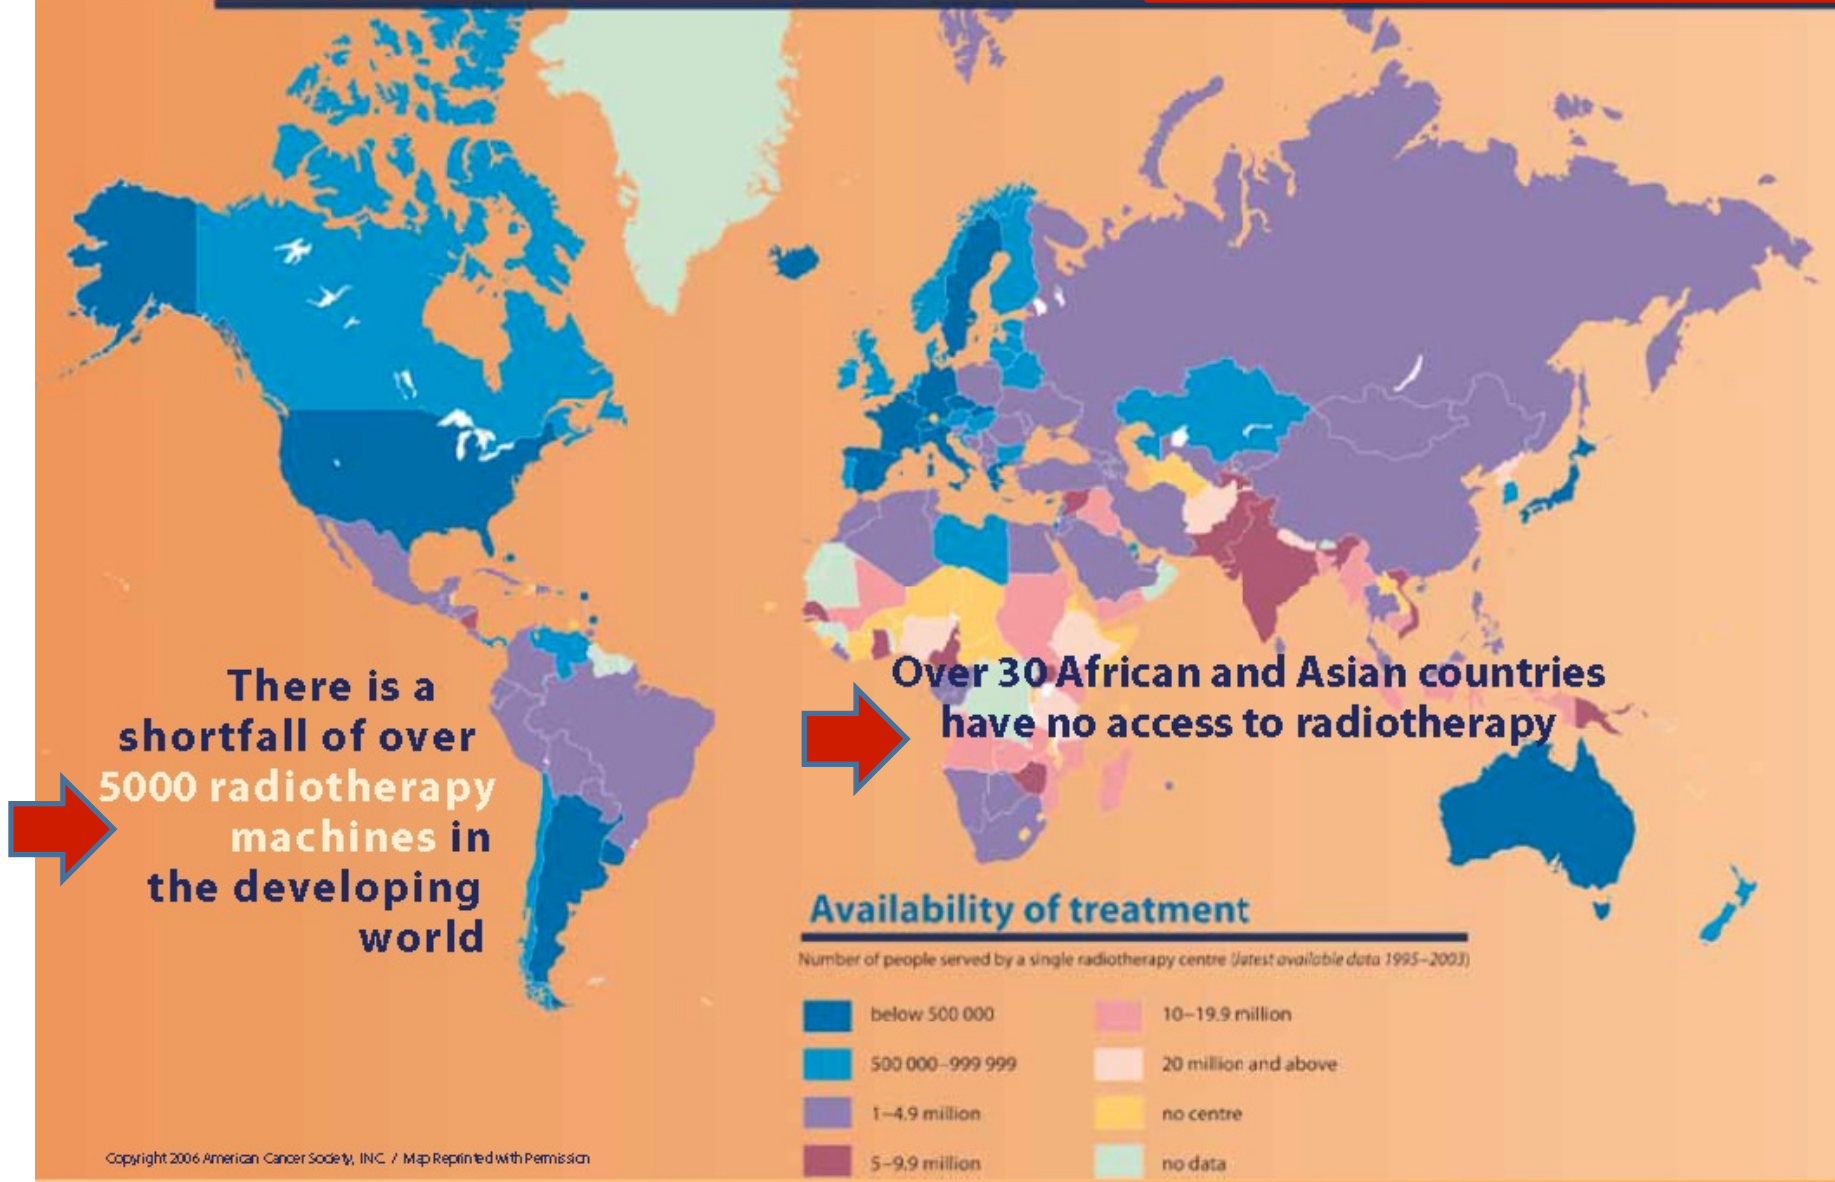 There is a
shortfall of over
5000 radiotherapy
machines in
the developing
world
Over 30 African and Asian countries
have no access to radiotherapy
Availability of treatment
Number of people served by a single radiotherapy centre (latest available data 1995–2003)
below 500 000
500 000–999 999
1–4.9 million
5–9.9 million
10–19.9 million
20 million and above
no centre
no data
Copyright 2006 American Cancer Society, INC. / Map Reprinted with Permission